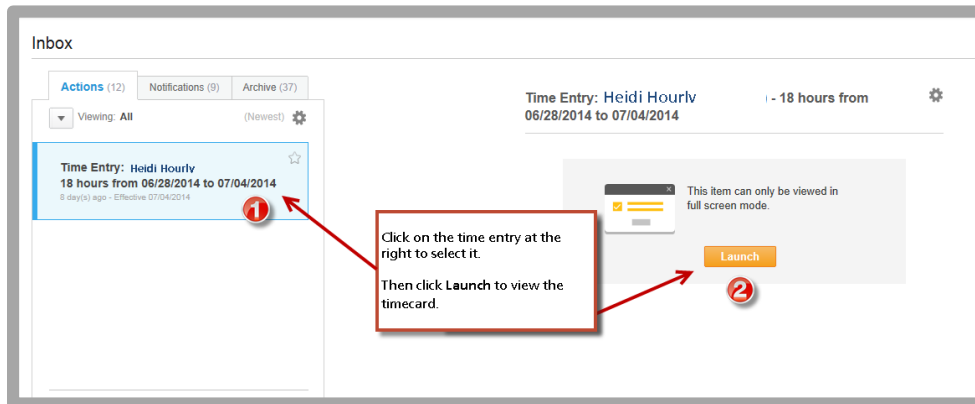 Inbox
Actions (12)
Notifications (9)
Archive (37)
Viewing: All
(Newest)
Time Entry: Heidi Hourly
18 hours from 06/28/2014 to 07/04/2014
8 day(s) ago - Effective 07/04/2014
1
Click on the time entry at the
right to select it.
Then click Launch to view the
timecard.
Time Entry: Heidi Hourly - 18 hours from
06/28/2014 to 07/04/2014
This item can only be viewed in
full screen mode.
Launch
2